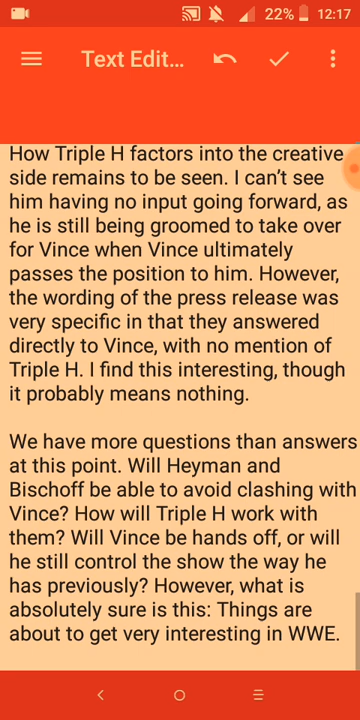 22% 12:17
Text Edit...
How Triple H factors into the creative
side remains to be seen. I can’t see
him having no input going forward, as
he is still being groomed to take over
for Vince when Vince ultimately
passes the position to him. However,
the wording of the press release was
very specific in that they answered
directly to Vince, with no mention of
Triple H. I find this interesting, though
it probably means nothing.
We have more questions than answers
at this point. Will Heyman and
Bischoff be able to avoid clashing with
Vince? How will Triple H work with
them? Will Vince be hands off, or will
he still control the show the way he
has previously? However, what is
absolutely sure is this: Things are
about to get very interesting in WWE.